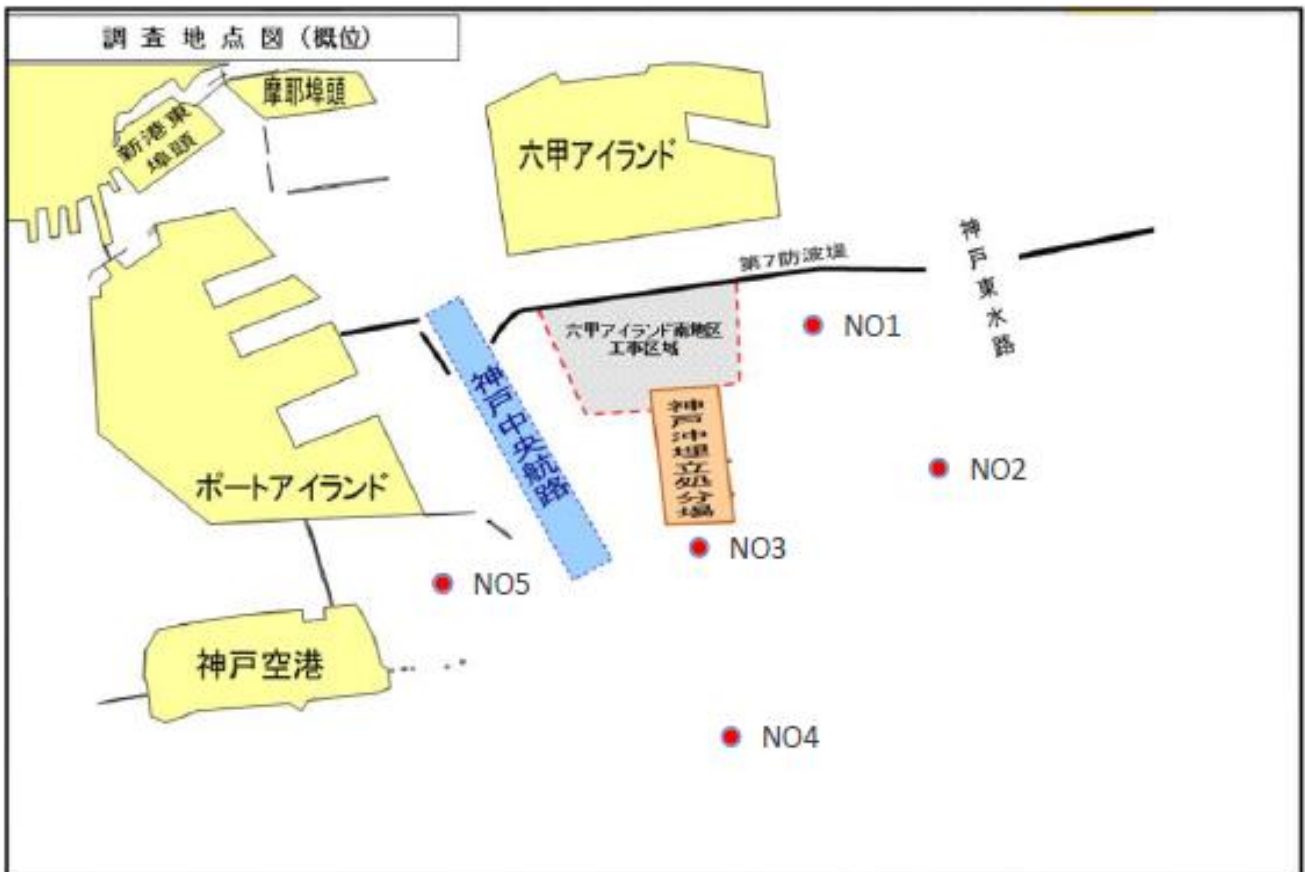 調査地点図（概位）
摩耶埠頭
新港東
埠頭
六甲アイランド
神戸東水路
第7防波堤
六甲アイランド南地区
工事区域
NO1
神戸中央航路
神戸沖埋立処分場
NO2
ポートアイランド
NO3
NO5
神戸空港
NO4